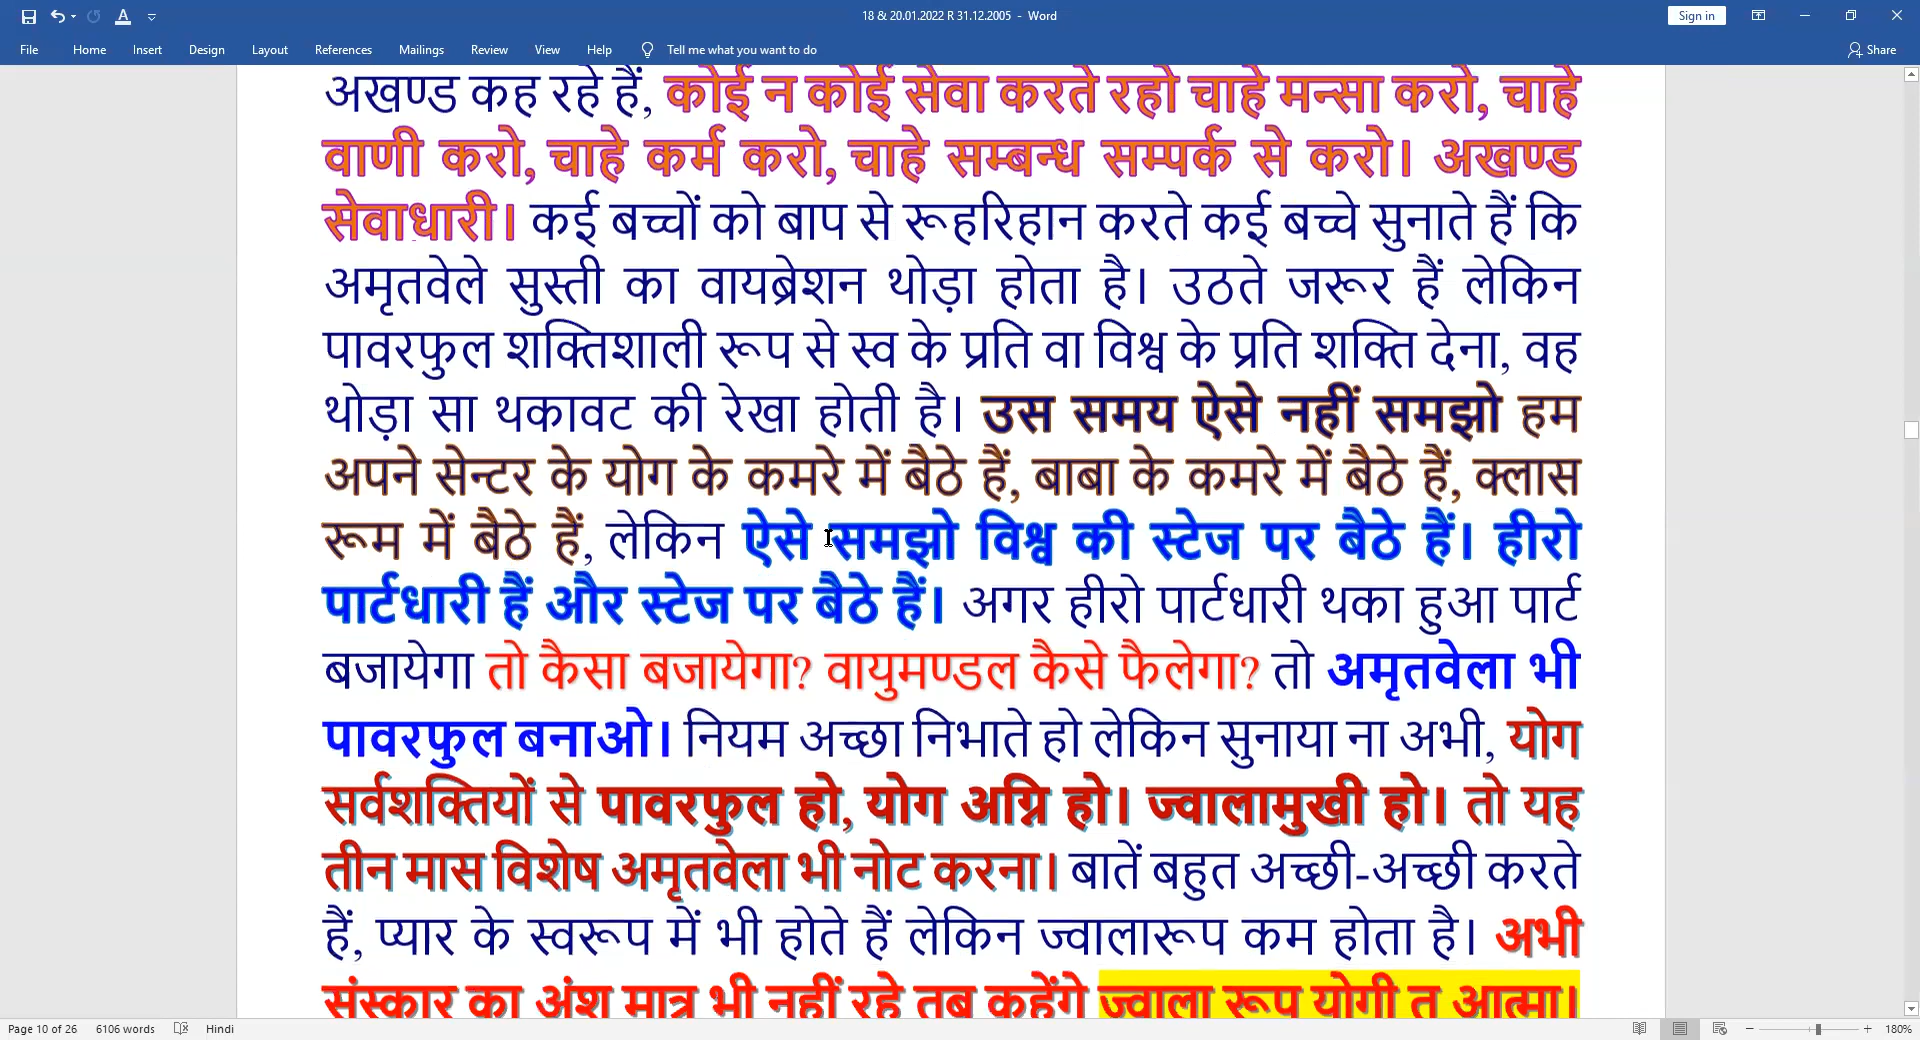 18 & 20.01.2022 R 31.12.2005 - Word
Sign in
File Home Insert Design Layout References Mailings Review View Help Tell me what you want to do Share
अखण्ड कह रहे हैं, कोई न कोई सेवा करते रहो चाहे मन्सा करो, चाहे
वाणी करो, चाहे कर्म करो, चाहे सम्बन्ध सम्पर्क से करो। अखण्ड
सेवाधारी। कई बच्चों को बाप से रूहरिहान करते कई बच्चे सुनाते हैं कि
अमृतवेले सुस्ती का वायब्रेशन थोड़ा होता है। उठते जरूर हैं लेकिन
पावरफुल शक्तिशाली रूप से स्व के प्रति वा विश्व के प्रति शक्ति देना, वह
थोड़ा सा थकावट की रेखा होती है। उस समय ऐसे नहीं समझो हम
अपने सेन्टर के योग के कमरे में बैठे हैं, बाबा के कमरे में बैठे हैं, क्लास
रूम में बैठे हैं, लेकिन ऐसे समझो विश्व की स्टेज पर बैठे हैं। हीरो
पार्टधारी हैं और स्टेज पर बैठे हैं। अगर हीरो पार्टधारी थका हुआ पार्ट
बजायेगा तो कैसा बजायेगा? वायुमण्डल कैसे फैलेगा? तो अमृतवेला भी
पावरफुल बनाओ। नियम अच्छा निभाते हो लेकिन सुनाया ना अभी, योग
सर्वशक्तियों से पावरफुल हो, योग अग्नि हो। ज्वालामुखी हो। तो यह
तीन मास विशेष अमृतवेला भी नोट करना। बातें बहुत अच्छी-अच्छी करते
हैं, प्यार के स्वरूप में भी होते हैं लेकिन ज्वालारूप कम होता है। अभी
संस्कार का अंश मात्र भी नहीं रहे तब कहेंगे ज्वाला रूप योगी त आत्मा।
Page 10 of 26 6106 words Hindi 180%